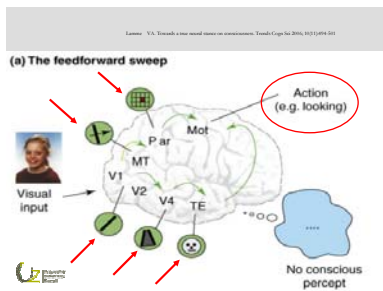 Lamme VA. Towards a true neural stance on consciousness. Trends Cogn Sci 2006; 10(11):494-501
(a) The feedforward sweep
Action
(e.g. looking)
Par
Mot
MT
V1
V2
V4
TE
Visual
input
No conscious
percept